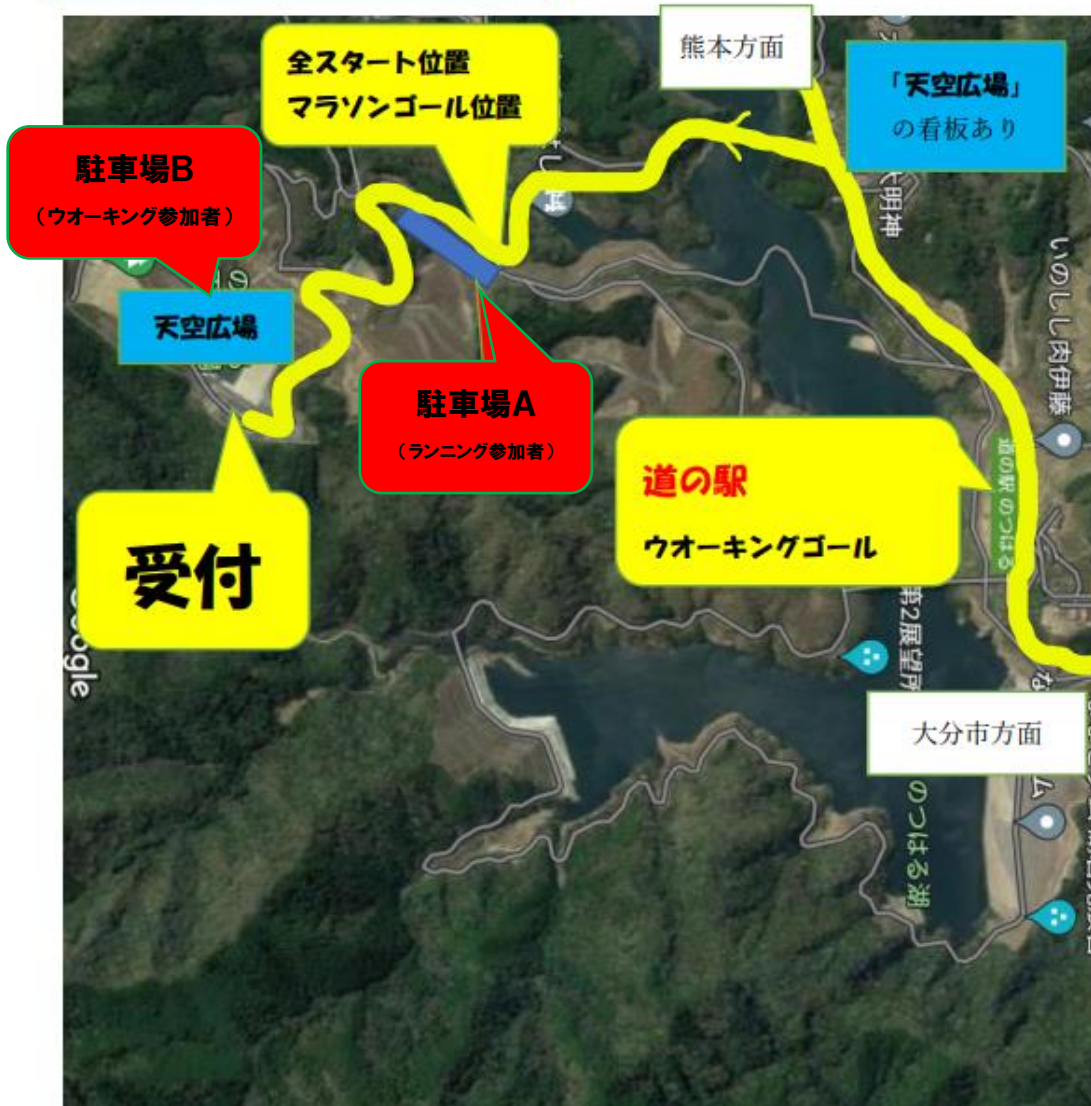 全スタート位置
マラソンゴール位置
熊本方面
「天空広場」
の看板あり
駐車場B
（ウオーキング参加者）
天空広場
駐車場A
（ランニング参加者）
受付
道の駅
ウオーキングゴール
大明神
いのしし肉伊藤
道の駅 のつはる
第2展望所
大分市方面
のつはる湖
Google